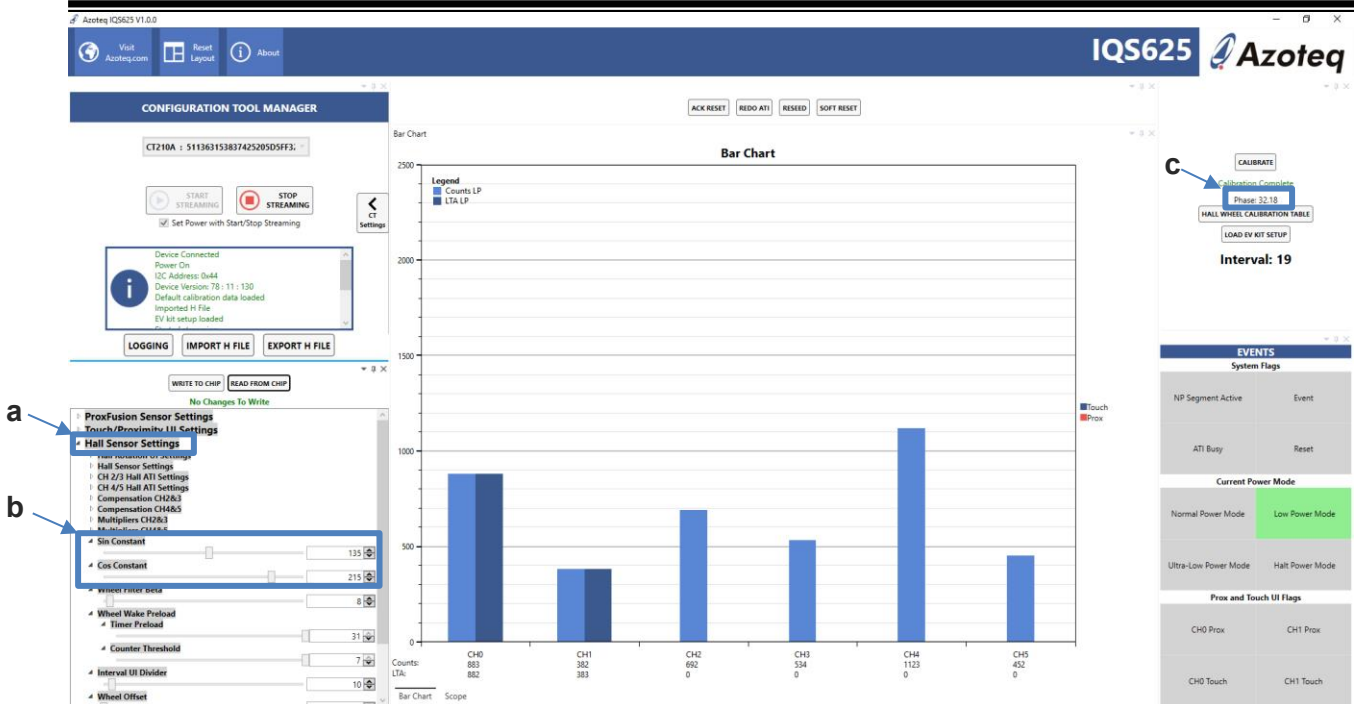 Azoteq IQS625 V1.0.0
Visit
Azoteq.com
Reset
Layout
About
IQS625
Azoteq
CONFIGURATION TOOL MANAGER
CT210A : 511363153837425205D5FF3:
START
STREAMING
STOP
STREAMING
Set Power with Start/Stop Streaming
CT
Settings
Device Connected
Power On
I2C Address: 0x44
Device Version: 78 : 11 : 130
Default calibration data loaded
Imported H File
EV kit setup loaded
LOGGING
IMPORT H FILE
EXPORT H FILE
WRITE TO CHIP
READ FROM CHIP
No Changes To Write
a
ProxFusion Sensor Settings
Touch/Proximity UI Settings
Hall Sensor Settings
Hall Rotation UI Settings
Hall Sensor Settings
CH 2/3 Hall ATI Settings
CH 4/5 Hall ATI Settings
Compensation CH2&3
Compensation CH4&5
Multipliers CH2&3
Multipliers CH4&5
b
Sin Constant
135
Cos Constant
215
Wheel Filter Beta
8
Wheel Wake Preload
Timer Preload
31
Counter Threshold
7
Interval UI Divider
10
Wheel Offset
ACK RESET
REDO ATI
RESEED
SOFT RESET
Bar Chart
Bar Chart
Legend
Counts LP
LTA LP
2500
2000
1500
1000
500
0
Touch
Prox
CH0 CH1 CH2 CH3 CH4 CH5
Counts: 883 382 692 534 1123 452
LTA: 882 383 0 0 0 0
Bar Chart Scope
c
CALIBRATE
Calibration Complete
Phase: 32.18
HALL WHEEL CALIBRATION TABLE
LOAD EV KIT SETUP
Interval: 19
EVENTS
System Flags
NP Segment Active
Event
ATI Busy
Reset
Current Power Mode
Normal Power Mode
Low Power Mode
Ultra-Low Power Mode
Halt Power Mode
Prox and Touch UI Flags
CH0 Prox
CH1 Prox
CH0 Touch
CH1 Touch